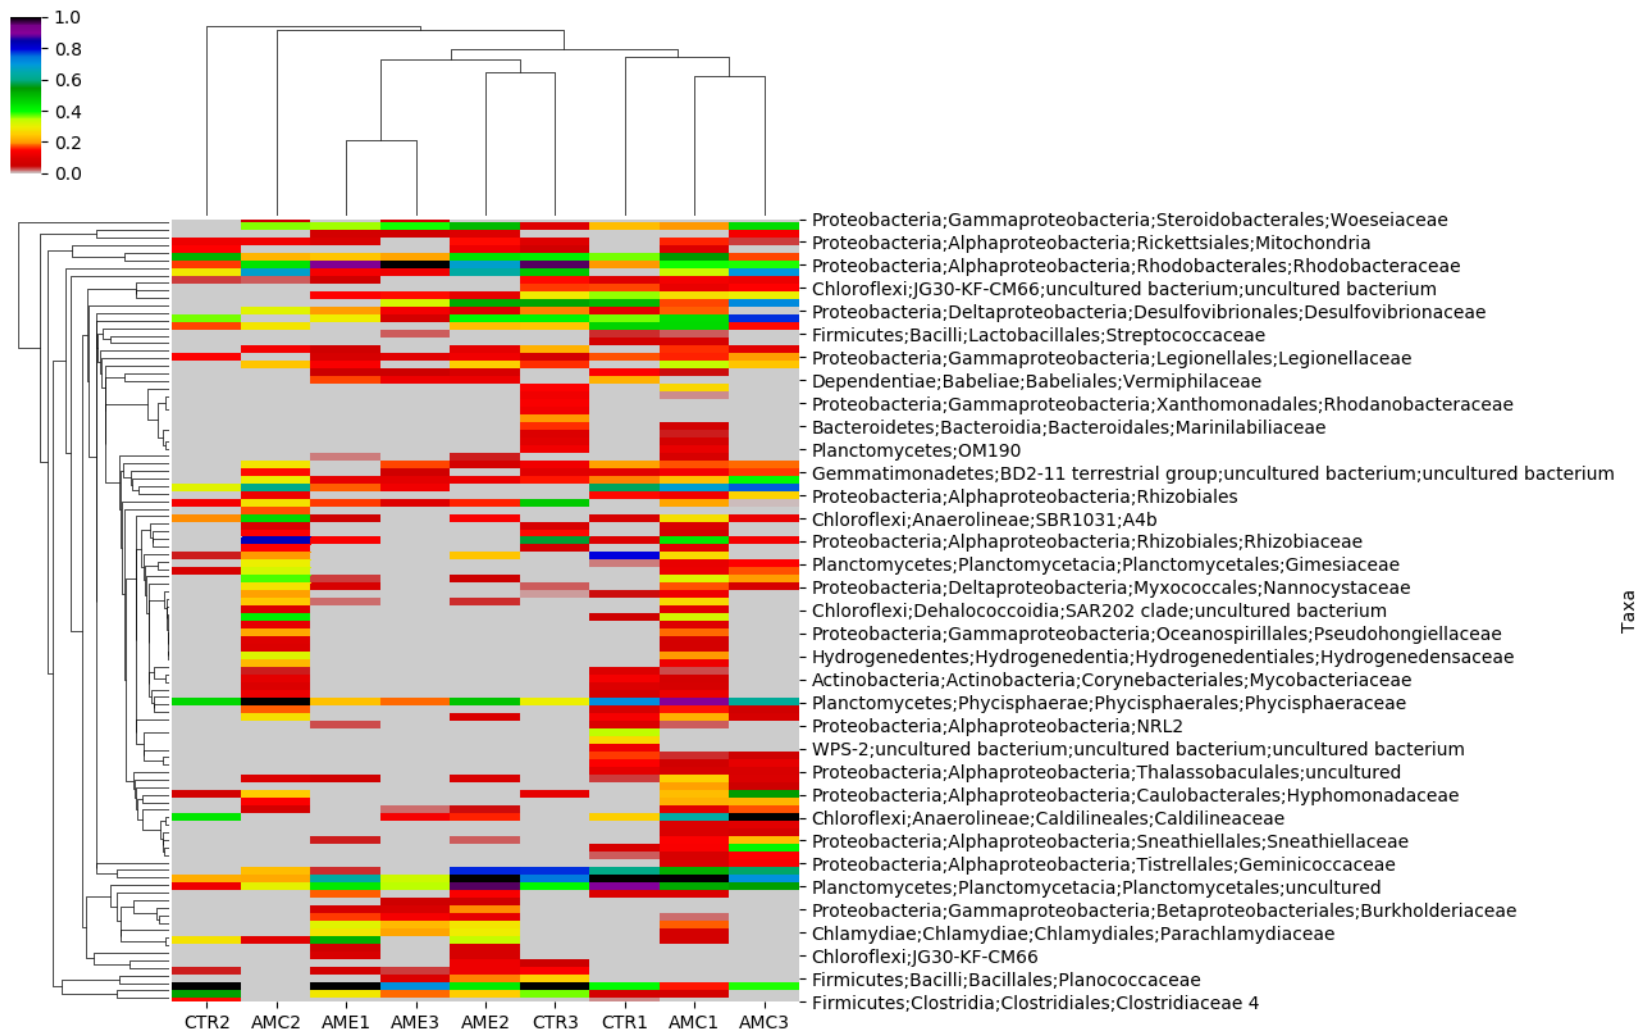 1.0
0.8
0.6
0.4
0.2
0.0
Proteobacteria;Gammaproteobacteria;Steroidobacterales;Woeseiaceae
Proteobacteria;Alphaproteobacteria;Rickettsiales;Mitochondria
Proteobacteria;Alphaproteobacteria;Rhodobacterales;Rhodobacteraceae
Chloroflexi;JG30-KF-CM66;uncultured bacterium;uncultured bacterium
Proteobacteria;Deltaproteobacteria;Desulfovibrionales;Desulfovibrionaceae
Firmicutes;Bacilli;Lactobacillales;Streptococcaceae
Proteobacteria;Gammaproteobacteria;Legionellales;Legionellaceae
Dependentiae;Babeliae;Babeliales;Vermiphilaceae
Proteobacteria;Gammaproteobacteria;Xanthomonadales;Rhodanobacteraceae
Bacteroidetes;Bacteroidia;Bacteroidales;Marinilabiliaceae
Planctomycetes;OM190
Gemmatimonadetes;BD2-11 terrestrial group;uncultured bacterium;uncultured bacterium
Proteobacteria;Alphaproteobacteria;Rhizobiales
Chloroflexi;Anaerolineae;SBR1031;A4b
Proteobacteria;Alphaproteobacteria;Rhizobiales;Rhizobiaceae
Planctomycetes;Planctomycetacia;Planctomycetales;Gimesiaceae
Proteobacteria;Deltaproteobacteria;Myxococcales;Nannocystaceae
Chloroflexi;Dehalococcoidia;SAR202 clade;uncultured bacterium
Proteobacteria;Gammaproteobacteria;Oceanospirillales;Pseudohongiellaceae
Hydrogenedentes;Hydrogenedentia;Hydrogenedentiales;Hydrogenedensaceae
Actinobacteria;Actinobacteria;Corynebacteriales;Mycobacteriaceae
Planctomycetes;Phycisphaerae;Phycisphaerales;Phycisphaeraceae
Proteobacteria;Alphaproteobacteria;NRL2
WPS-2;uncultured bacterium;uncultured bacterium;uncultured bacterium
Proteobacteria;Alphaproteobacteria;Thalassobaculales;uncultured
Proteobacteria;Alphaproteobacteria;Caulobacterales;Hyphomonadaceae
Chloroflexi;Anaerolineae;Caldilineales;Caldilineaceae
Proteobacteria;Alphaproteobacteria;Sneathiellales;Sneathiellaceae
Proteobacteria;Alphaproteobacteria;Tistrellales;Geminicoccaceae
Planctomycetes;Planctomycetacia;Planctomycetales;uncultured
Proteobacteria;Gammaproteobacteria;Betaproteobacteriales;Burkholderiaceae
Chlamydiae;Chlamydiae;Chlamydiales;Parachlamydiaceae
Chloroflexi;JG30-KF-CM66
Firmicutes;Bacilli;Bacillales;Planococcaceae
Firmicutes;Clostridia;Clostridiales;Clostridiaceae 4
Taxa
CTR2 AMC2 AME1 AME3 AME2 CTR3 CTR1 AMC1 AMC3